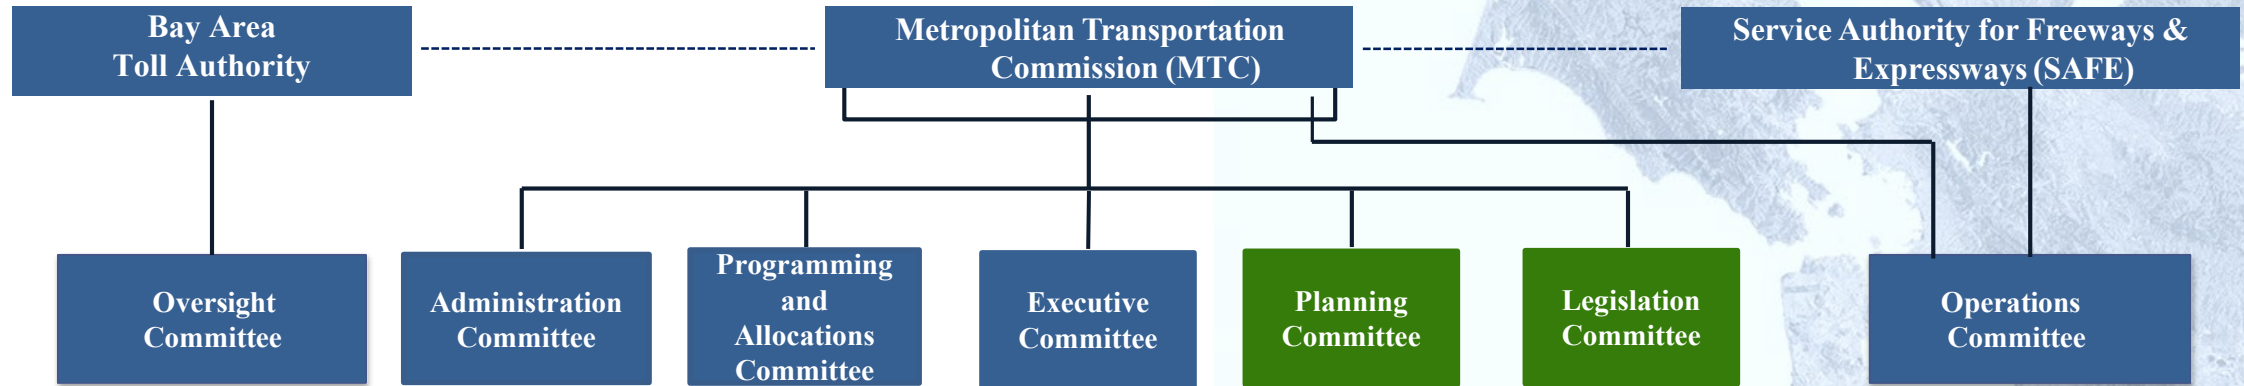 Bay Area
Toll Authority
Metropolitan Transportation
Commission (MTC)
Service Authority for Freeways &
Expressways (SAFE)
Oversight
Committee
Administration
Committee
Programming
and
Allocations
Committee
Executive
Committee
Planning
Committee
Legislation
Committee
Operations
Committee